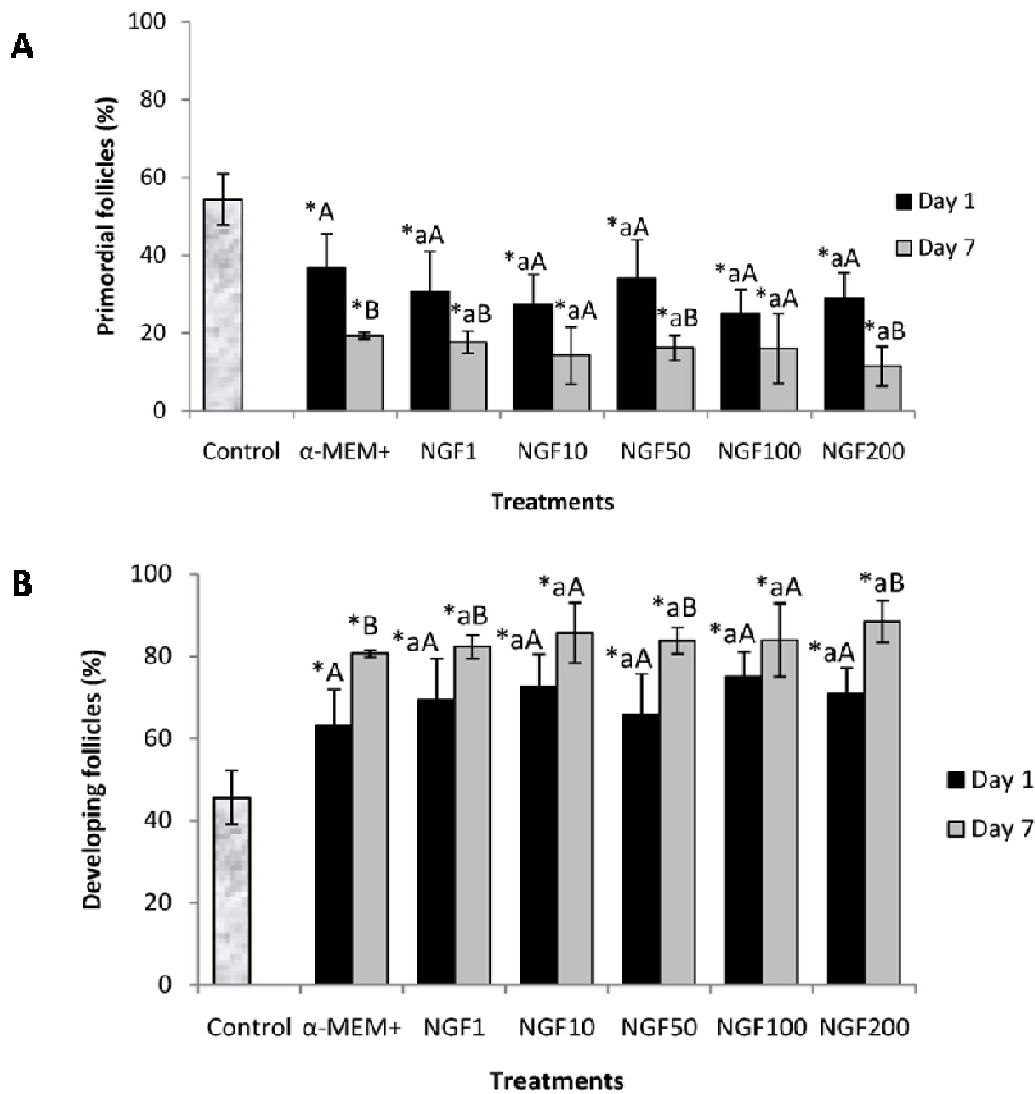 A
Primordial follicles (%)
100
80
60
40
20
0
*A
*B
*aA
*aB
*aA
*aA
*aA
*aB
*aA
*aA
*aA
*aB
Day 1
Day 7
Control α-MEM+ NGF1 NGF10 NGF50 NGF100 NGF200
Treatments
B
Developing follicles (%)
100
80
60
40
20
0
*A
*B
*aA
*aB
*aA
*aA
*aA
*aB
*aA
*aA
*aA
*aB
Day 1
Day 7
Control α-MEM+ NGF1 NGF10 NGF50 NGF100 NGF200
Treatments